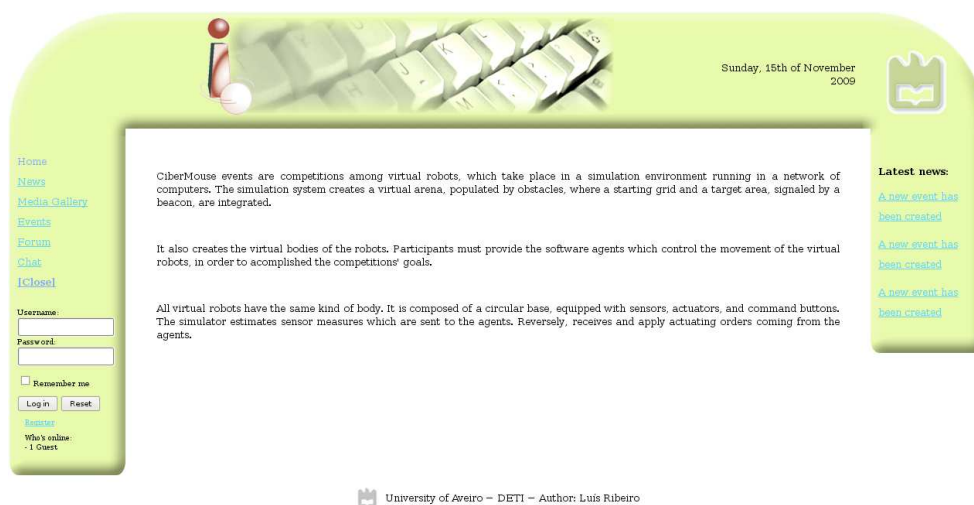 Sunday, 15th of November
2009
Home
News
Media Gallery
Events
Forum
Chat
[Close]
Username:
Password:
Remember me
Log in Reset
Register
Who's online:
- 1 Guest
CiberMouse events are competitions among virtual robots, which take place in a simulation environment running in a network of
computers. The simulation system creates a virtual arena, populated by obstacles, where a starting grid and a target area, signaled by a
beacon, are integrated.
It also creates the virtual bodies of the robots. Participants must provide the software agents which control the movement of the virtual
robots, in order to acomplished the competitions' goals.
All virtual robots have the same kind of body. It is composed of a circular base, equipped with sensors, actuators, and command buttons.
The simulator estimates sensor measures which are sent to the agents. Reversely, receives and apply actuating orders coming from the
agents.
Latest news:
A new event has
been created
A new event has
been created
A new event has
been created
University of Aveiro – DETI – Author: Luís Ribeiro